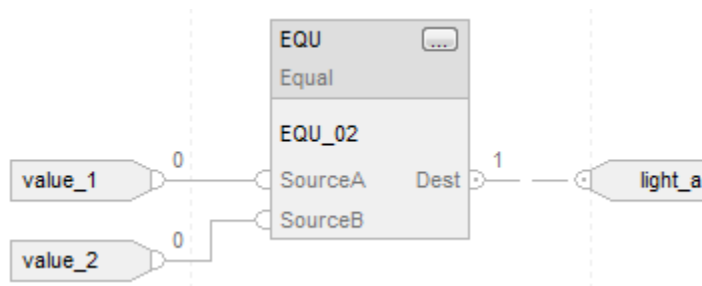 EQU ...
Equal
EQU_02
0
1
value_1
SourceA Dest
light_a
SourceB
0
value_2